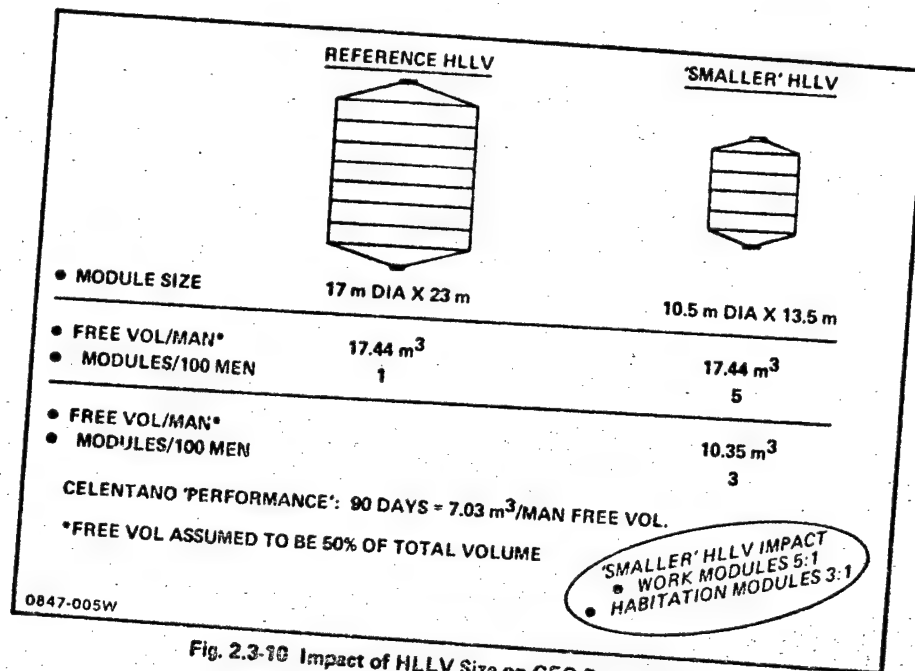 REFERENCE HLLV
'SMALLER' HLLV
• MODULE SIZE
17 m DIA X 23 m
10.5 m DIA X 13.5 m
• FREE VOL/MAN*
17.44 m³
17.44 m³
• MODULES/100 MEN
1
5
• FREE VOL/MAN*
10.35 m³
• MODULES/100 MEN
3
CELENTANO 'PERFORMANCE': 90 DAYS = 7.03 m³/MAN FREE VOL.
*FREE VOL ASSUMED TO BE 50% OF TOTAL VOLUME
'SMALLER' HLLV IMPACT
• WORK MODULES 5:1
• HABITATION MODULES 3:1
0847-005W
Fig. 2.3-10 Impact of HLLV Size on